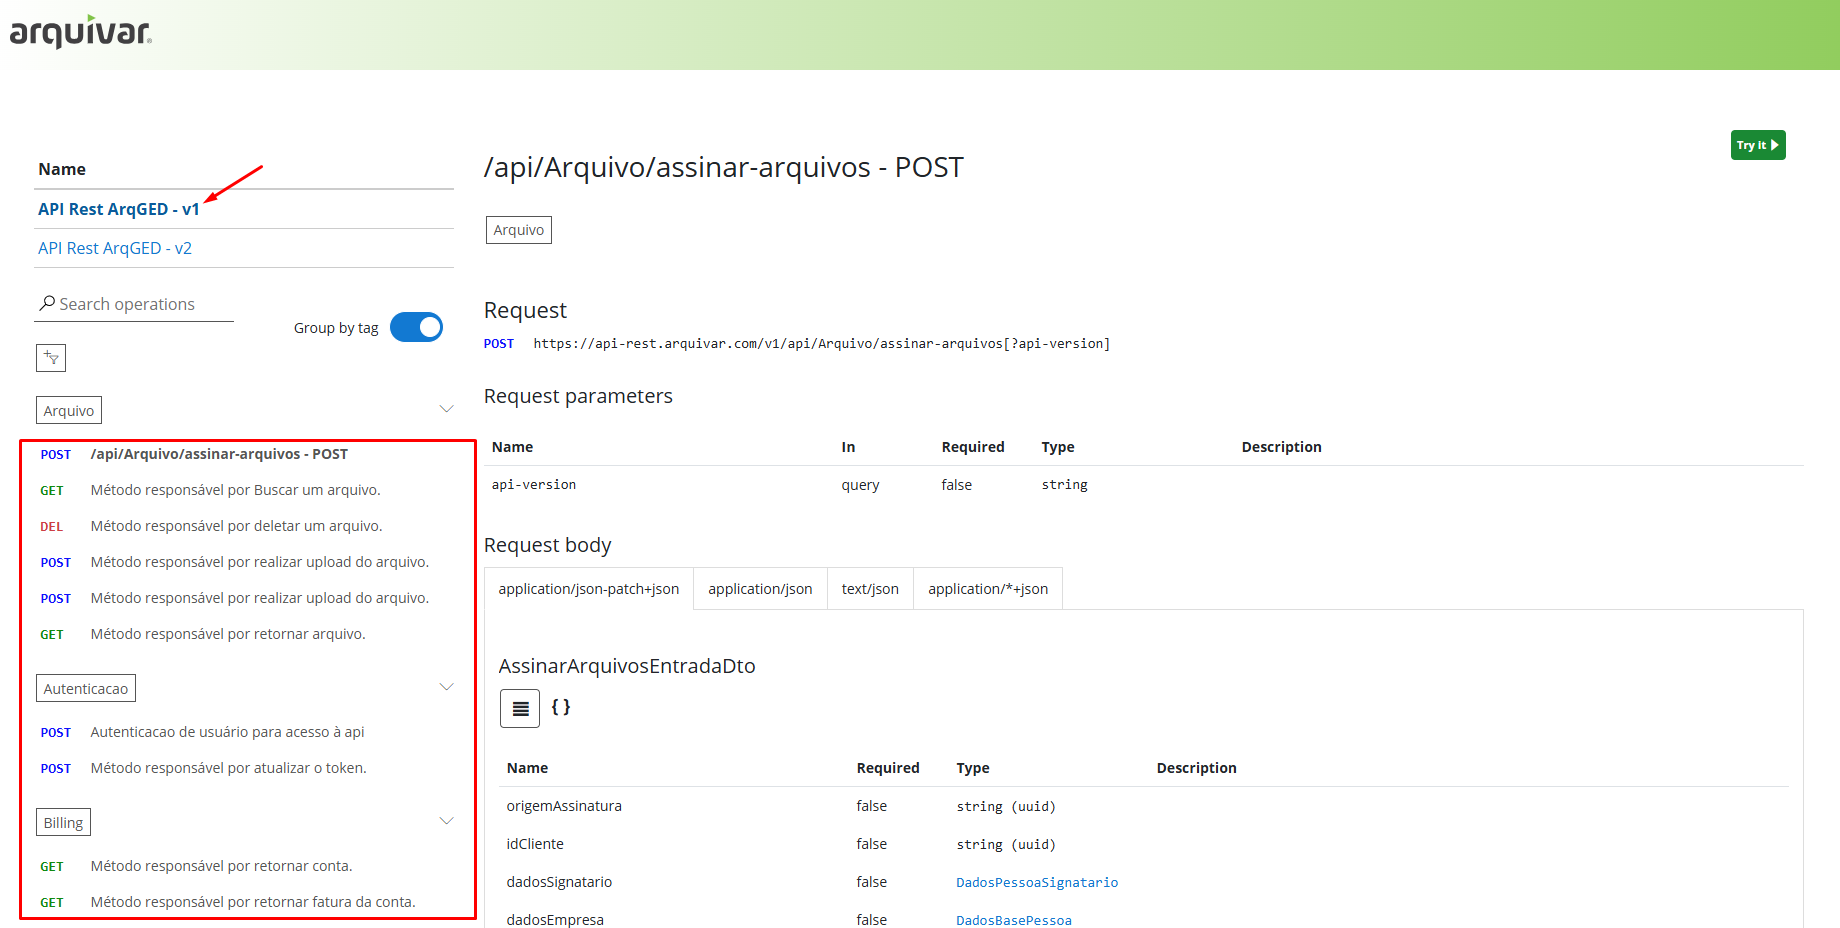 arquivar®
Name
API Rest ArqGED - v1
API Rest ArqGED - v2
Search operations
Group by tag
Arquivo
POST /api/Arquivo/assinar-arquivos - POST
GET Método responsável por Buscar um arquivo.
DEL Método responsável por deletar um arquivo.
POST Método responsável por realizar upload do arquivo.
POST Método responsável por realizar upload do arquivo.
GET Método responsável por retornar arquivo.
Autenticacao
POST Autenticacao de usuário para acesso à api
POST Método responsável por atualizar o token.
Billing
GET Método responsável por retornar conta.
GET Método responsável por retornar fatura da conta.
Try it
/api/Arquivo/assinar-arquivos - POST
Arquivo
Request
POST https://api-rest.arquivar.com/v1/api/Arquivo/assinar-arquivos[?api-version]
Request parameters
Name In Required Type Description
api-version query false string
Request body
application/json-patch+json application/json text/json application/*+json
AssinarArquivosEntradaDto
{}
Name Required Type Description
origemAssinatura false string (uuid)
idCliente false string (uuid)
dadosSignatario false DadosPessoaSignatario
dadosEmpresa false DadosBasePessoa